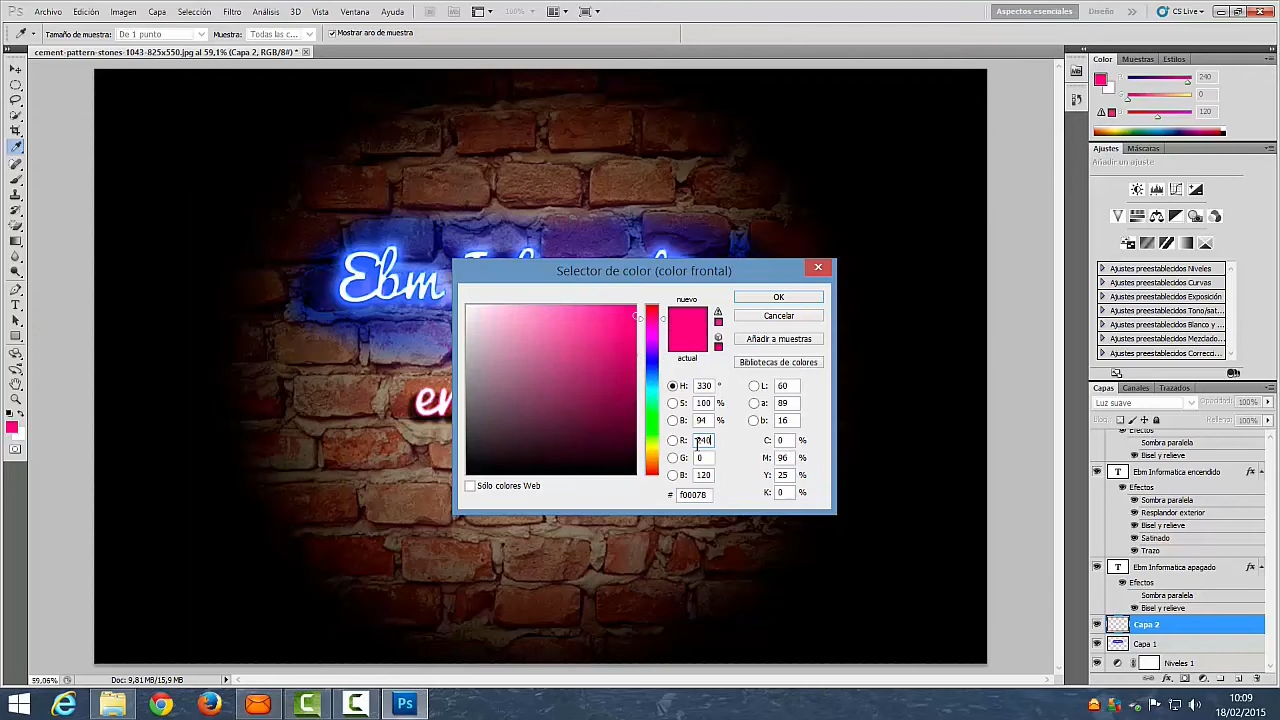 Ps Archivo Edición Imagen Capa Selección Filtro Análisis 3D Vista Ventana Ayuda 100% Aspectos esenciales Diseño CS Live
Tamaño de muestra: De 1 punto Muestra: Todas las c... Mostrar aro de muestra
cement-pattern-stones-1043-825x550.jpg al 59,1% (Capa 2, RGB/8#) *
Color Muestras Estilos
240
0
120
Ajustes Máscaras
Añadir un ajuste
Ajustes preestablecidos Niveles
Ajustes preestablecidos Curvas
Ajustes preestablecidos Exposición
Ajustes preestablecidos Tono/sat...
Ajustes preestablecidos Blanco y ...
Ajustes preestablecidos Mezclado...
Ajustes preestablecidos Correcc...
Ebm
en
Selector de color (color frontal)
nuevo
actual
OK
Cancelar
Añadir a muestras
Bibliotecas de colores
H: 330 ° L: 60
S: 100 % a: 89
B: 94 % b: 16
R: 240 C: 0 %
G: 0 M: 96 %
B: 120 Y: 25 %
# f00078 K: 0 %
Sólo colores Web
Capas Canales Trazados
Luz suave Opacidad: 100%
Bloq.: Relleno: 100%
Efectos
Sombra paralela
Bisel y relieve
T Ebm Informatica encendido fx
Efectos
Sombra paralela
Resplandor exterior
Bisel y relieve
Satinado
Trazo
T Ebm Informatica apagado fx
Efectos
Sombra paralela
Bisel y relieve
Capa 2
Capa 1
Niveles 1
59,06% Doc: 9,81 MB/15,9 MB
Ps
10:09
18/02/2015